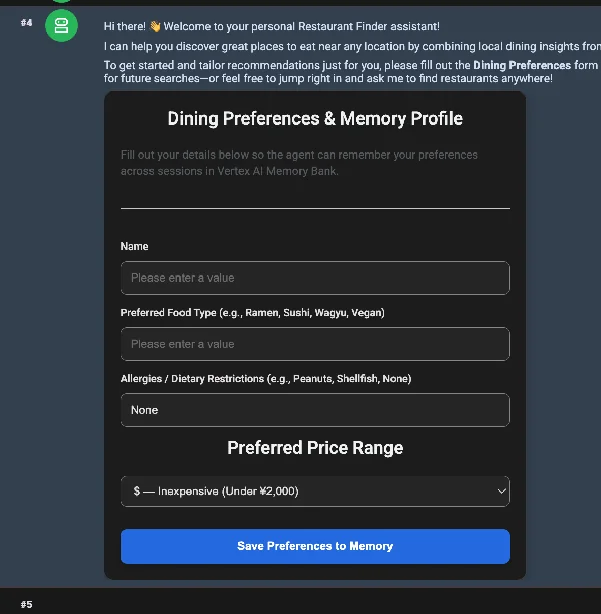 #4
Hi there! 👋 Welcome to your personal Restaurant Finder assistant!
I can help you discover great places to eat near any location by combining local dining insights from
To get started and tailor recommendations just for you, please fill out the Dining Preferences form
for future searches—or feel free to jump right in and ask me to find restaurants anywhere!
Dining Preferences & Memory Profile
Fill out your details below so the agent can remember your preferences
across sessions in Vertex AI Memory Bank.
Name
Please enter a value
Preferred Food Type (e.g., Ramen, Sushi, Wagyu, Vegan)
Please enter a value
Allergies / Dietary Restrictions (e.g., Peanuts, Shellfish, None)
None
Preferred Price Range
$ — Inexpensive (Under ¥2,000)
Save Preferences to Memory
#5